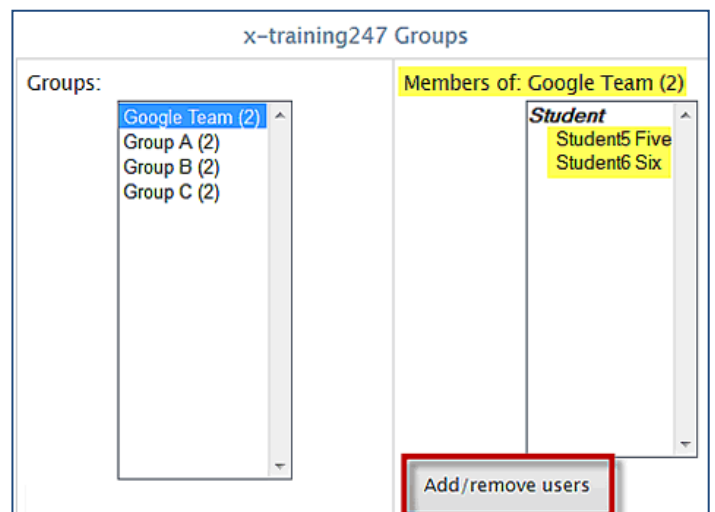 x-training247 Groups
Groups:
Google Team (2)
Group A (2)
Group B (2)
Group C (2)
Members of: Google Team (2)
Student
Student5 Five
Student6 Six
Add/remove users